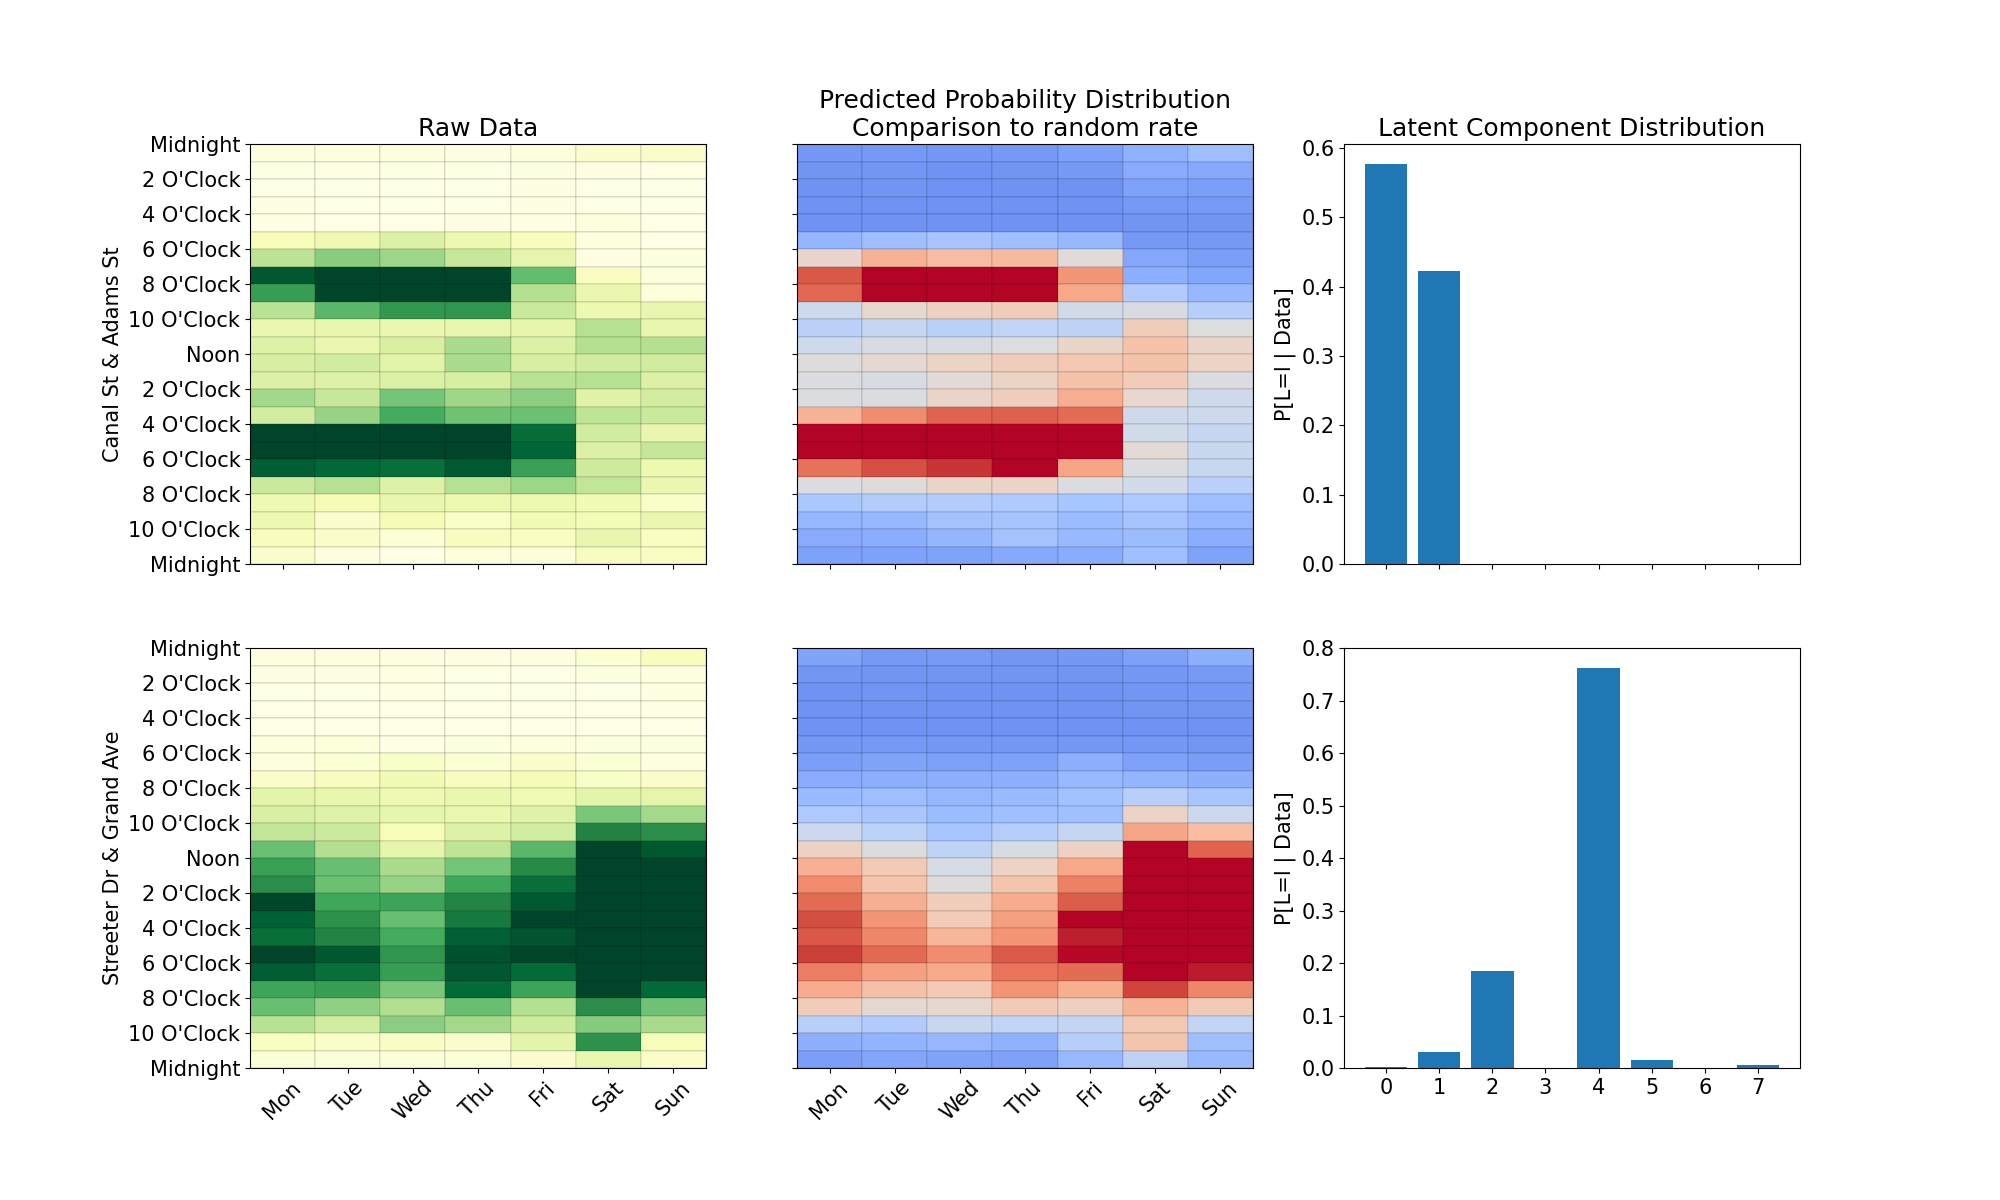 Raw Data
Predicted Probability Distribution
Comparison to random rate
Latent Component Distribution
Canal St & Adams St
Midnight
2 O'Clock
4 O'Clock
6 O'Clock
8 O'Clock
10 O'Clock
Noon
2 O'Clock
4 O'Clock
6 O'Clock
8 O'Clock
10 O'Clock
Midnight
P[L=l | Data]
0.6
0.5
0.4
0.3
0.2
0.1
0.0
Streeter Dr & Grand Ave
Midnight
2 O'Clock
4 O'Clock
6 O'Clock
8 O'Clock
10 O'Clock
Noon
2 O'Clock
4 O'Clock
6 O'Clock
8 O'Clock
10 O'Clock
Midnight
Mon Tue Wed Thu Fri Sat Sun
Mon Tue Wed Thu Fri Sat Sun
P[L=l | Data]
0.8
0.7
0.6
0.5
0.4
0.3
0.2
0.1
0.0
0 1 2 3 4 5 6 7